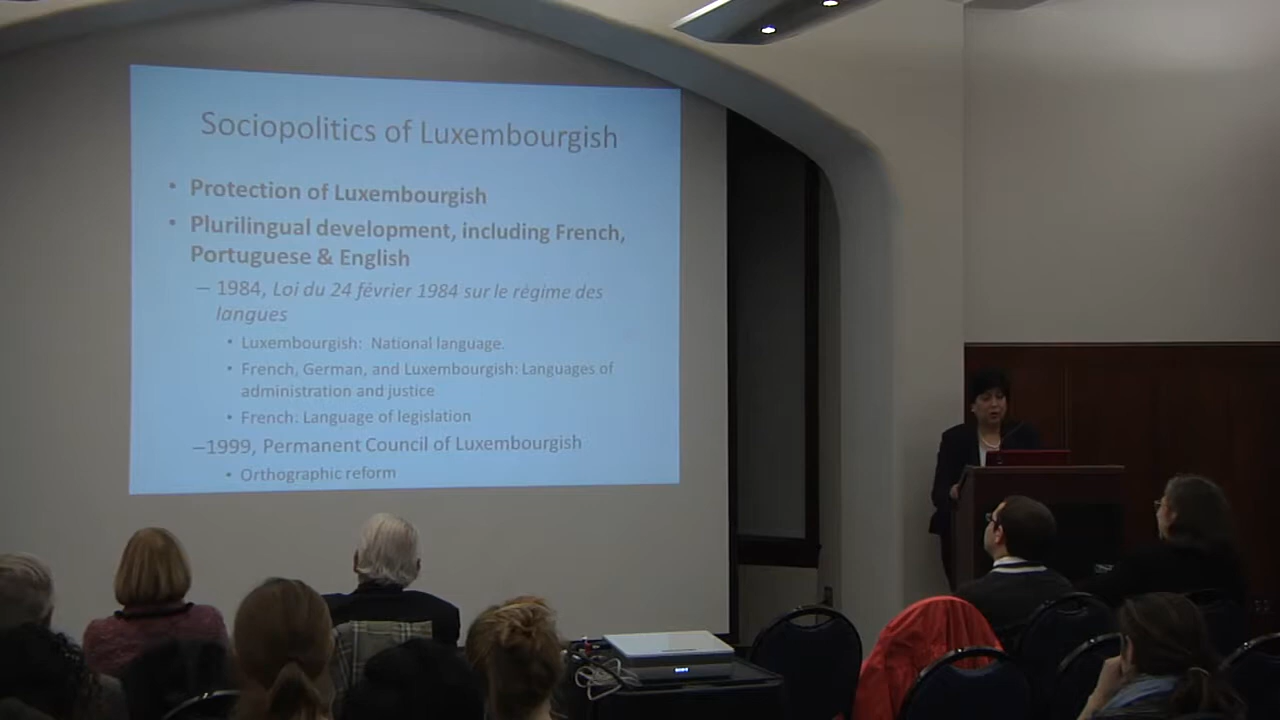 Sociopolitics of Luxembourgish
• Protection of Luxembourgish
• Plurilingual development, including French,
Portuguese & English
– 1984, Loi du 24 février 1984 sur le régime des
langues
• Luxembourgish:  National language.
• French, German, and Luxembourgish: Languages of
administration and justice
• French: Language of legislation
–1999, Permanent Council of Luxembourgish
• Orthographic reform